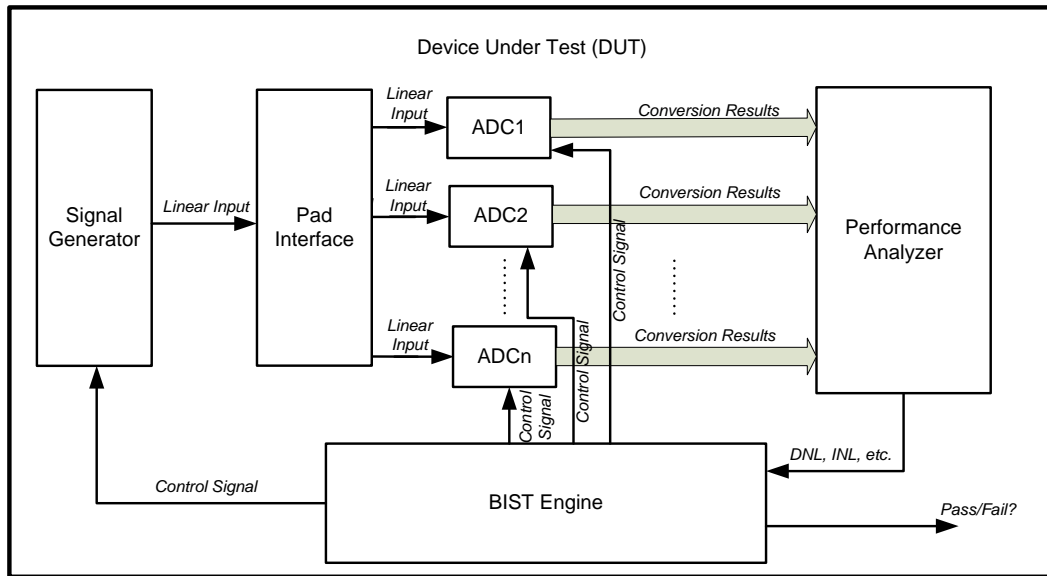 Device Under Test (DUT)
Signal
Generator
Linear Input
Pad
Interface
Linear
Input
ADC1
Conversion Results
Linear
Input
ADC2
Conversion Results
Linear
Input
ADCn
Conversion Results
Performance
Analyzer
Control Signal
Control Signal
Control
Signal
Control Signal
BIST Engine
DNL, INL, etc.
Pass/Fail?